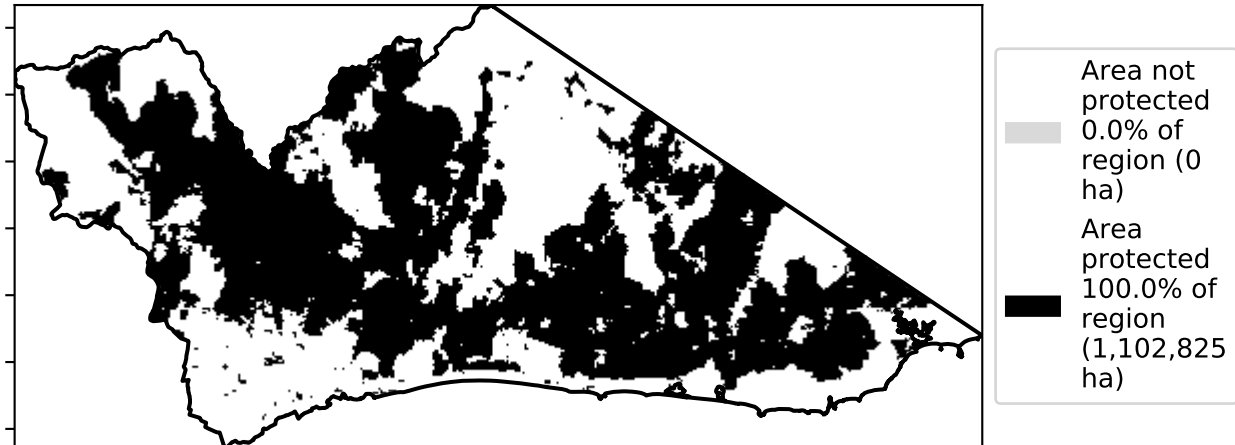 Area not
protected
0.0% of
region (0
ha)
Area
protected
100.0% of
region
(1,102,825
ha)